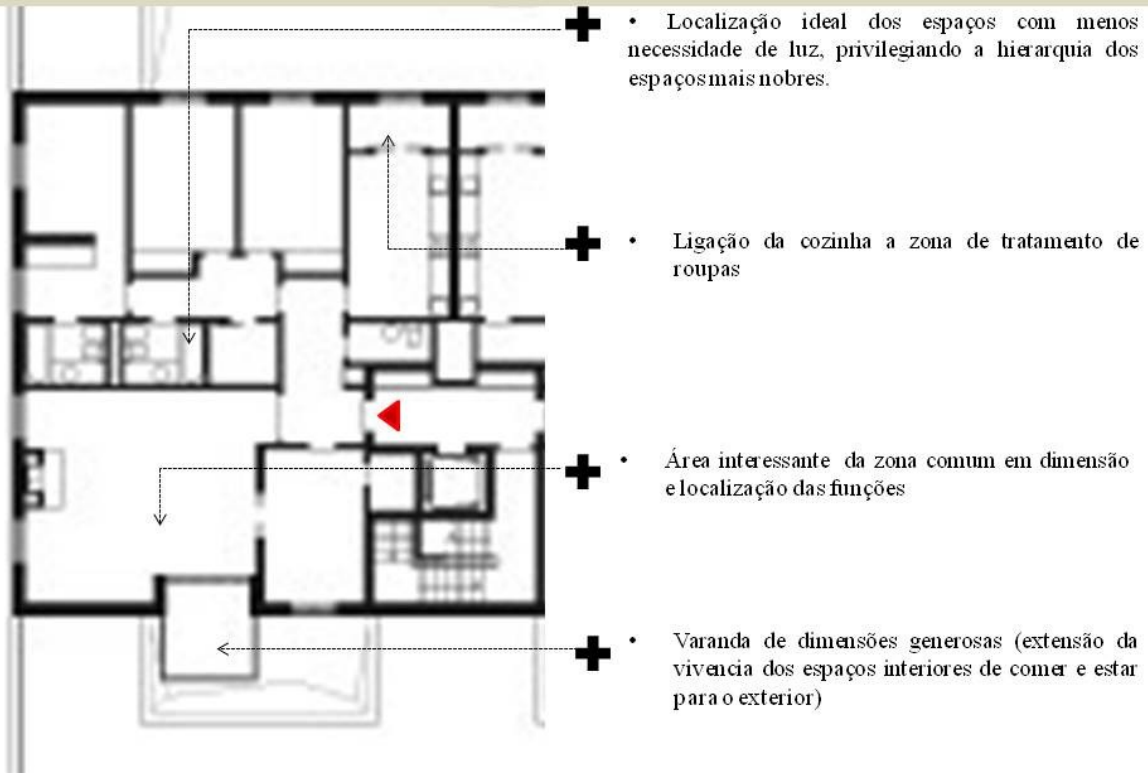 • Localização ideal dos espaços com menos
necessidade de luz, privilegiando a hierarquia dos
espaços mais nobres.
• Ligação da cozinha a zona de tratamento de
roupas
• Área interessante da zona comum em dimensão
e localização das funções
• Varanda de dimensões generosas (extensão da
vivencia dos espaços interiores de comer e estar
para o exterior)